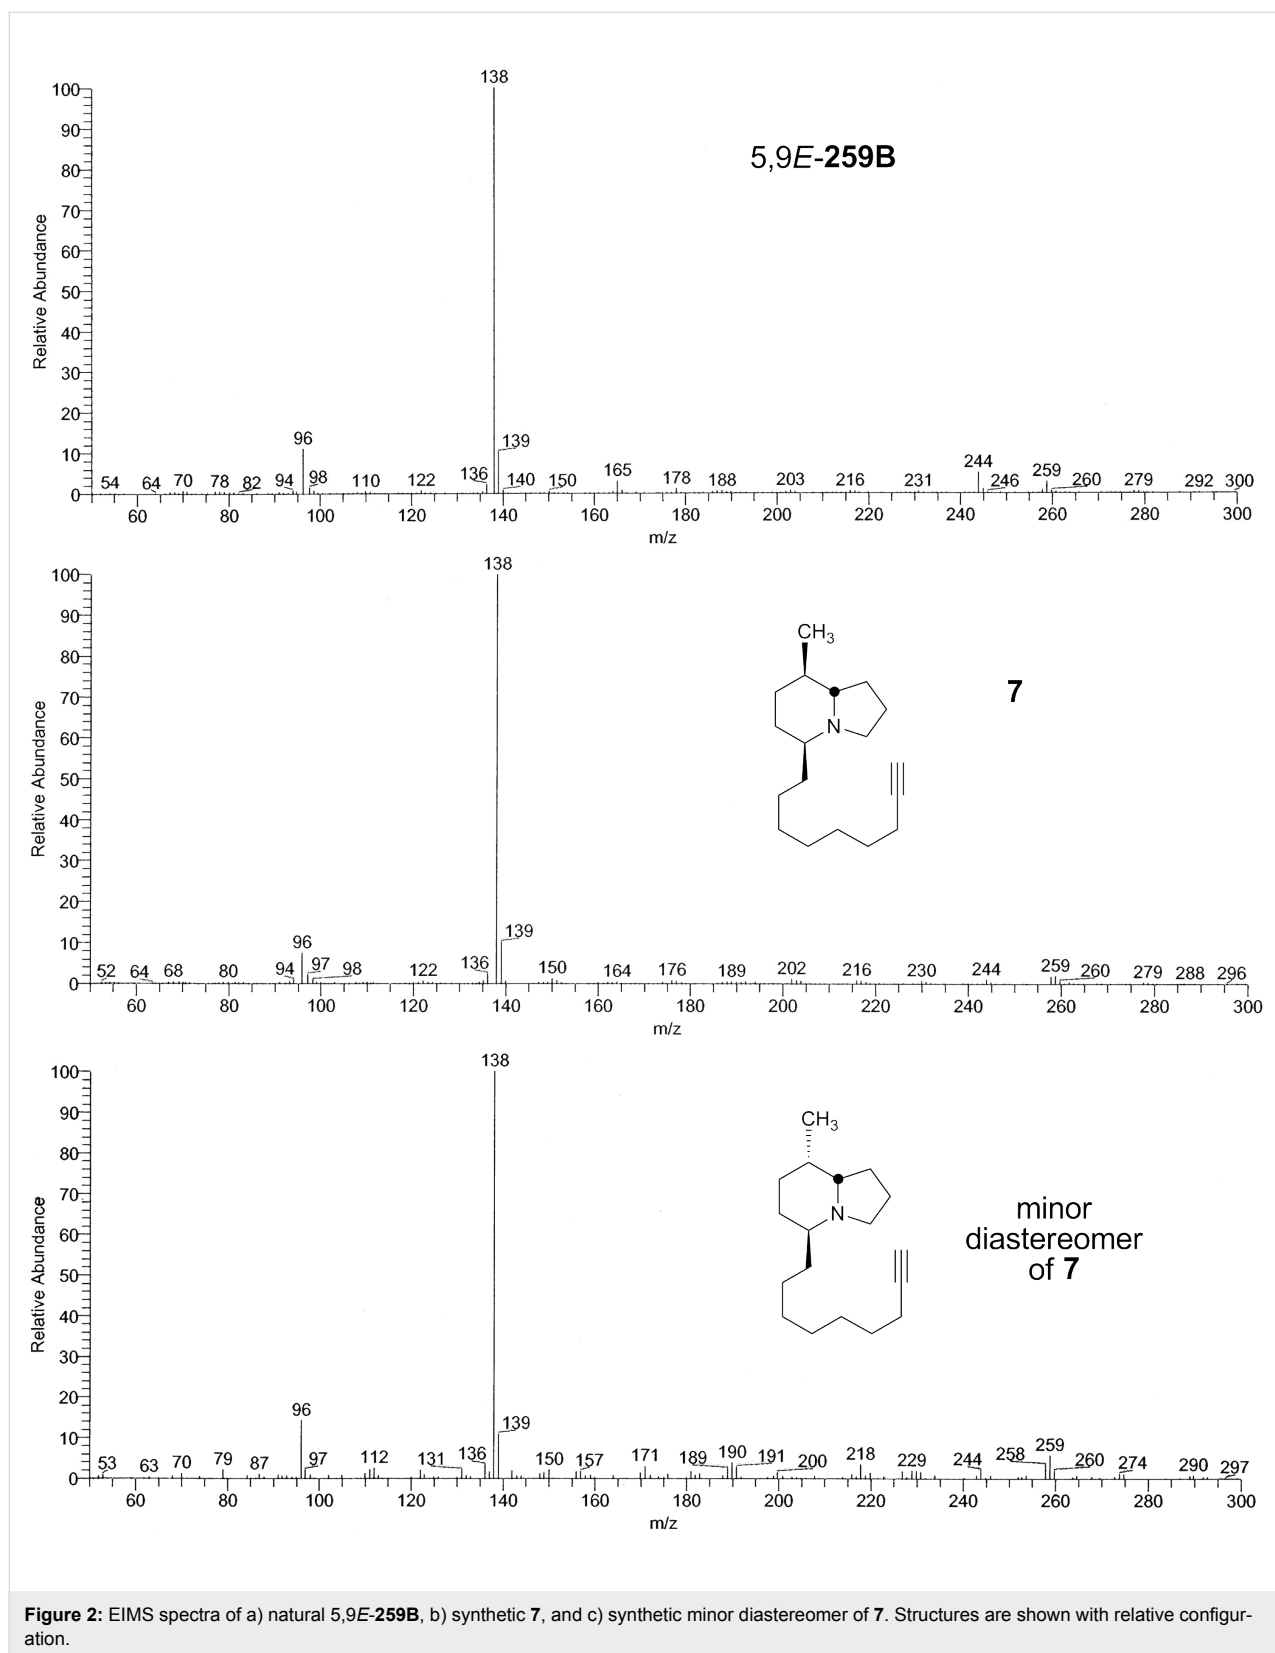 138
100
90
80
70
60
50
40
30
20
10
0
Relative Abundance
5,9E-259B
54 64 70 78 82 94 96 98 110 122 136 139 140 150 165 178 188 203 216 231 244 246 259 260 279 292 300
60 80 100 120 140 160 180 200 220 240 260 280 300
m/z
138
100
90
80
70
60
50
40
30
20
10
0
Relative Abundance
CH3
N
7
52 64 68 80 94 96 97 98 122 136 139 150 164 176 189 202 216 230 244 259 260 279 288 296
60 80 100 120 140 160 180 200 220 240 260 280 300
m/z
138
100
90
80
70
60
50
40
30
20
10
0
Relative Abundance
CH3
N
minor
diastereomer
of 7
53 63 70 79 87 96 97 112 131 136 139 150 157 171 189 190 191 200 218 229 244 258 259 260 274 290 297
60 80 100 120 140 160 180 200 220 240 260 280 300
m/z
Figure 2: EIMS spectra of a) natural 5,9E-259B, b) synthetic 7, and c) synthetic minor diastereomer of 7. Structures are shown with relative configur-
ation.